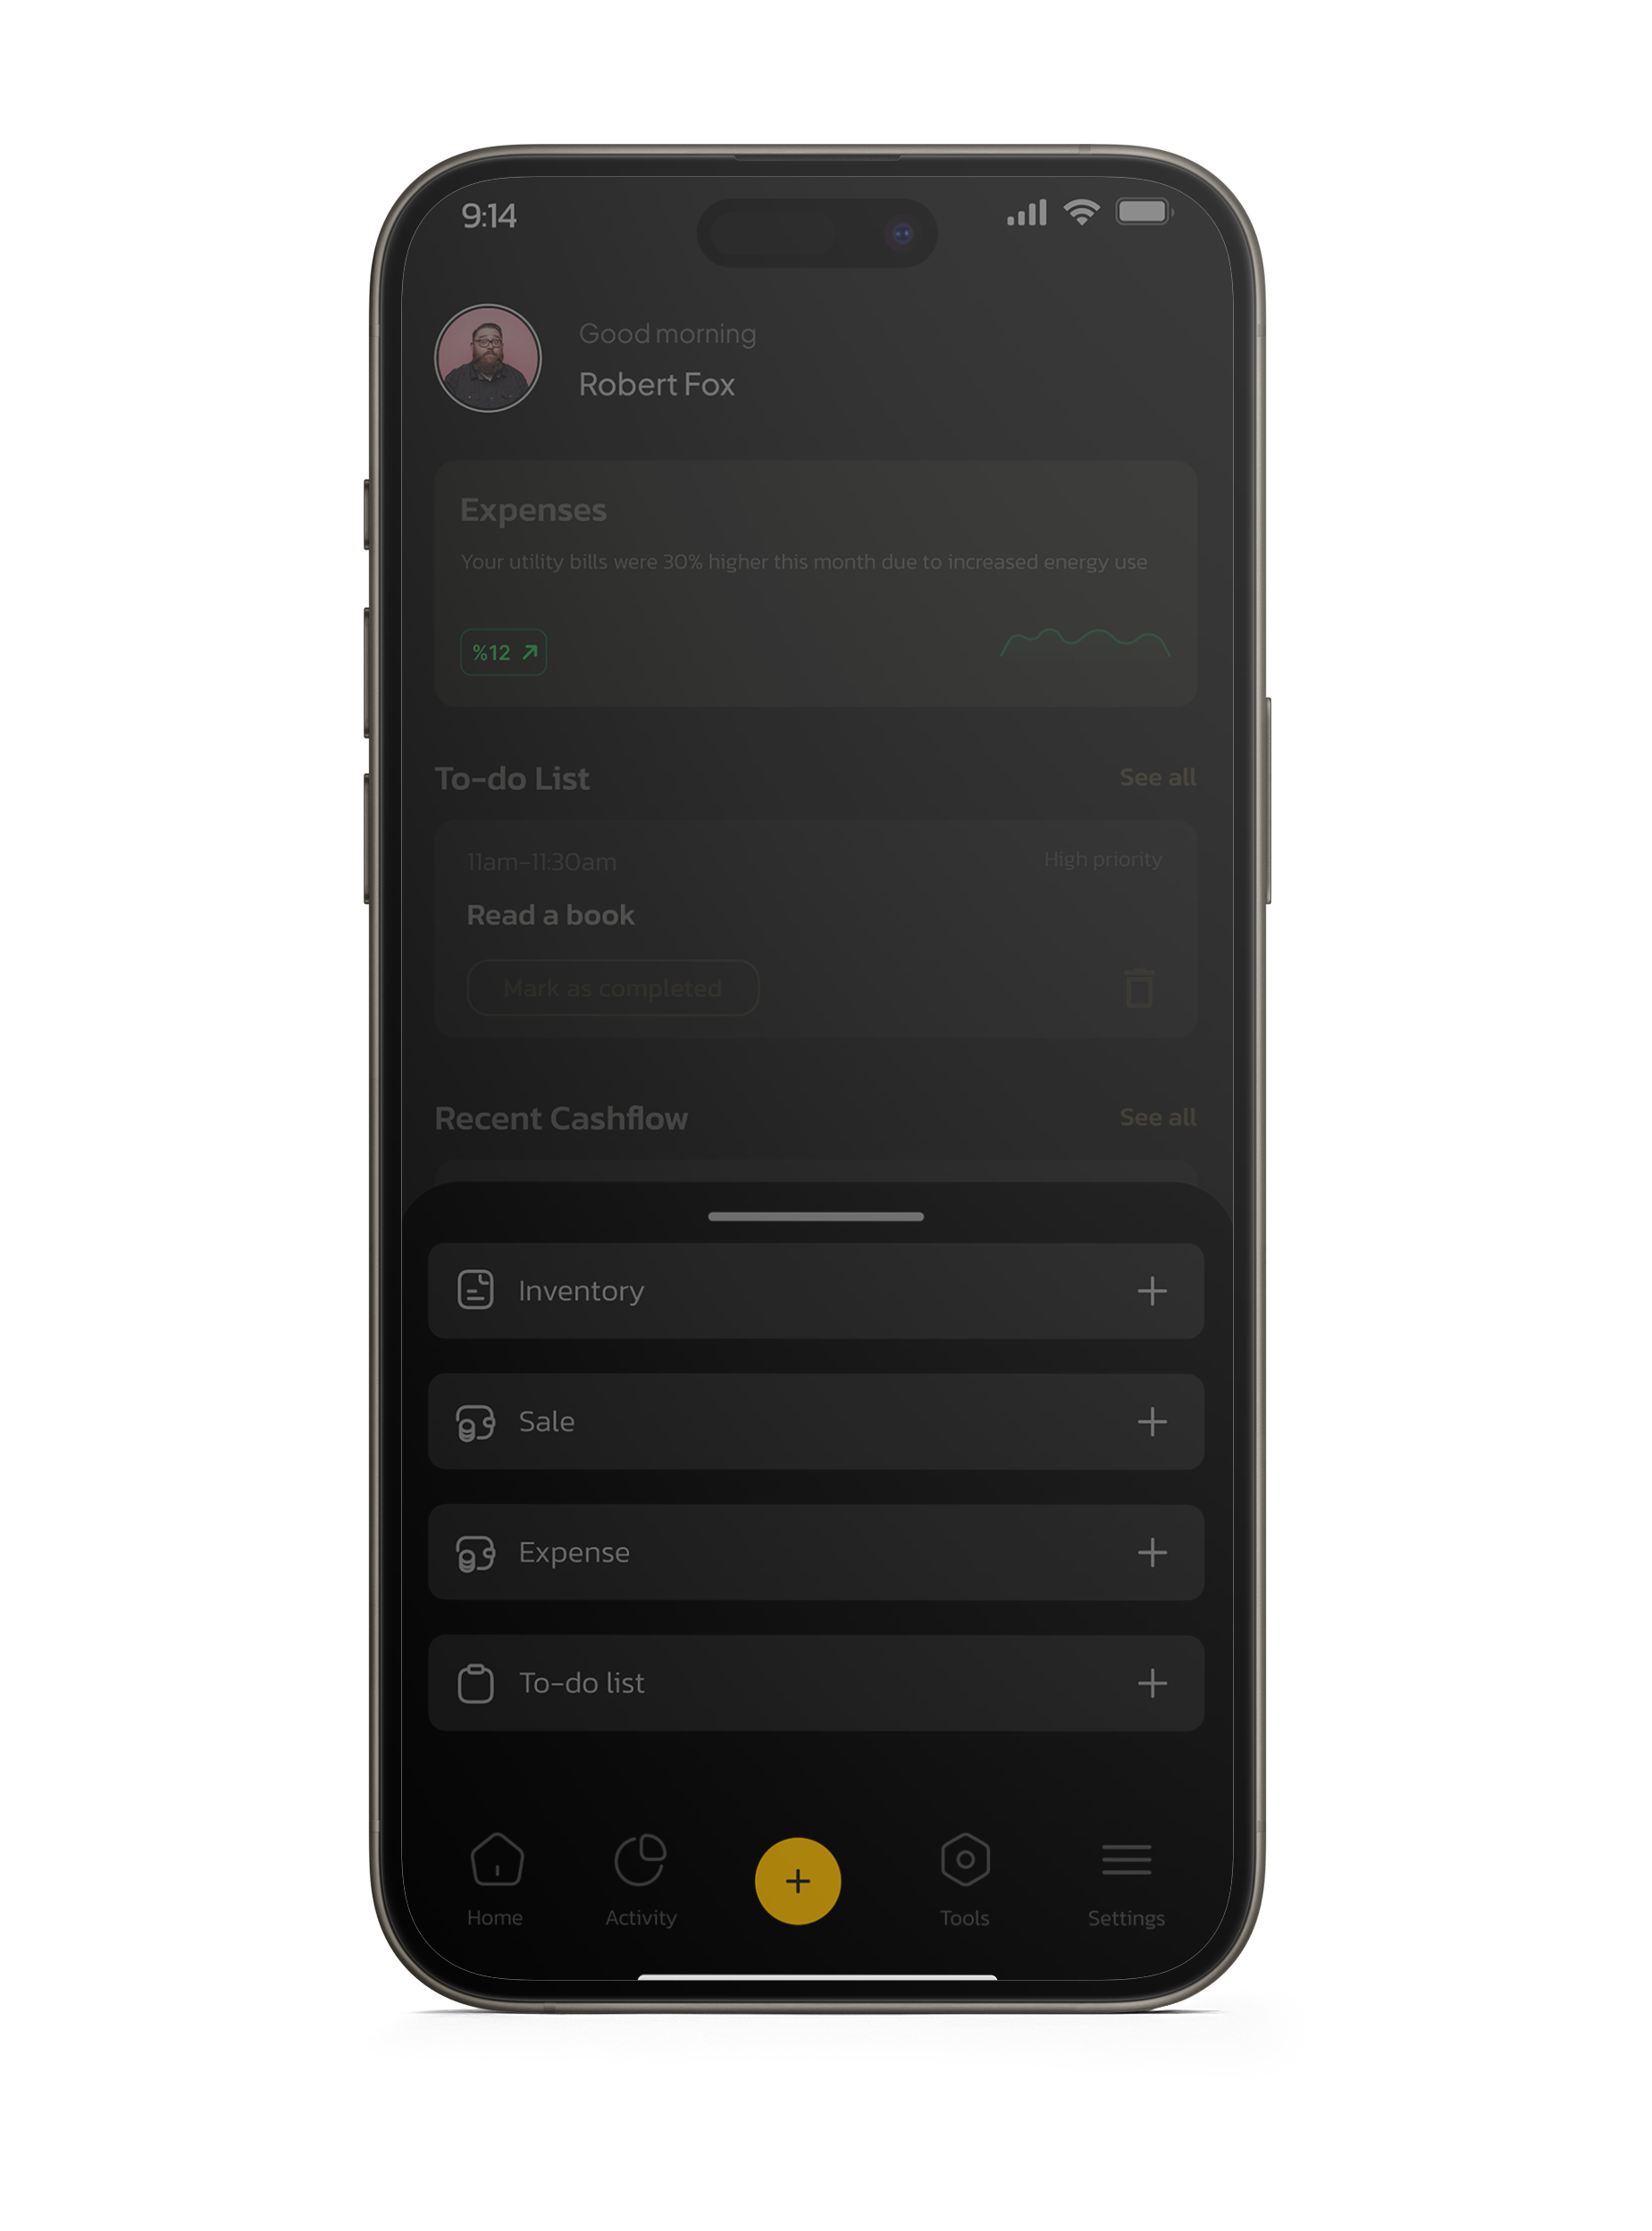 9:14
Good morning
Robert Fox
Expenses
Your utility bills were 30% higher this month due to increased energy use
%12
To-do List
See all
11am-11:30am
High priority
Read a book
Mark as completed
Recent Cashflow
See all
Inventory
Sale
Expense
To-do list
Home
Activity
Tools
Settings